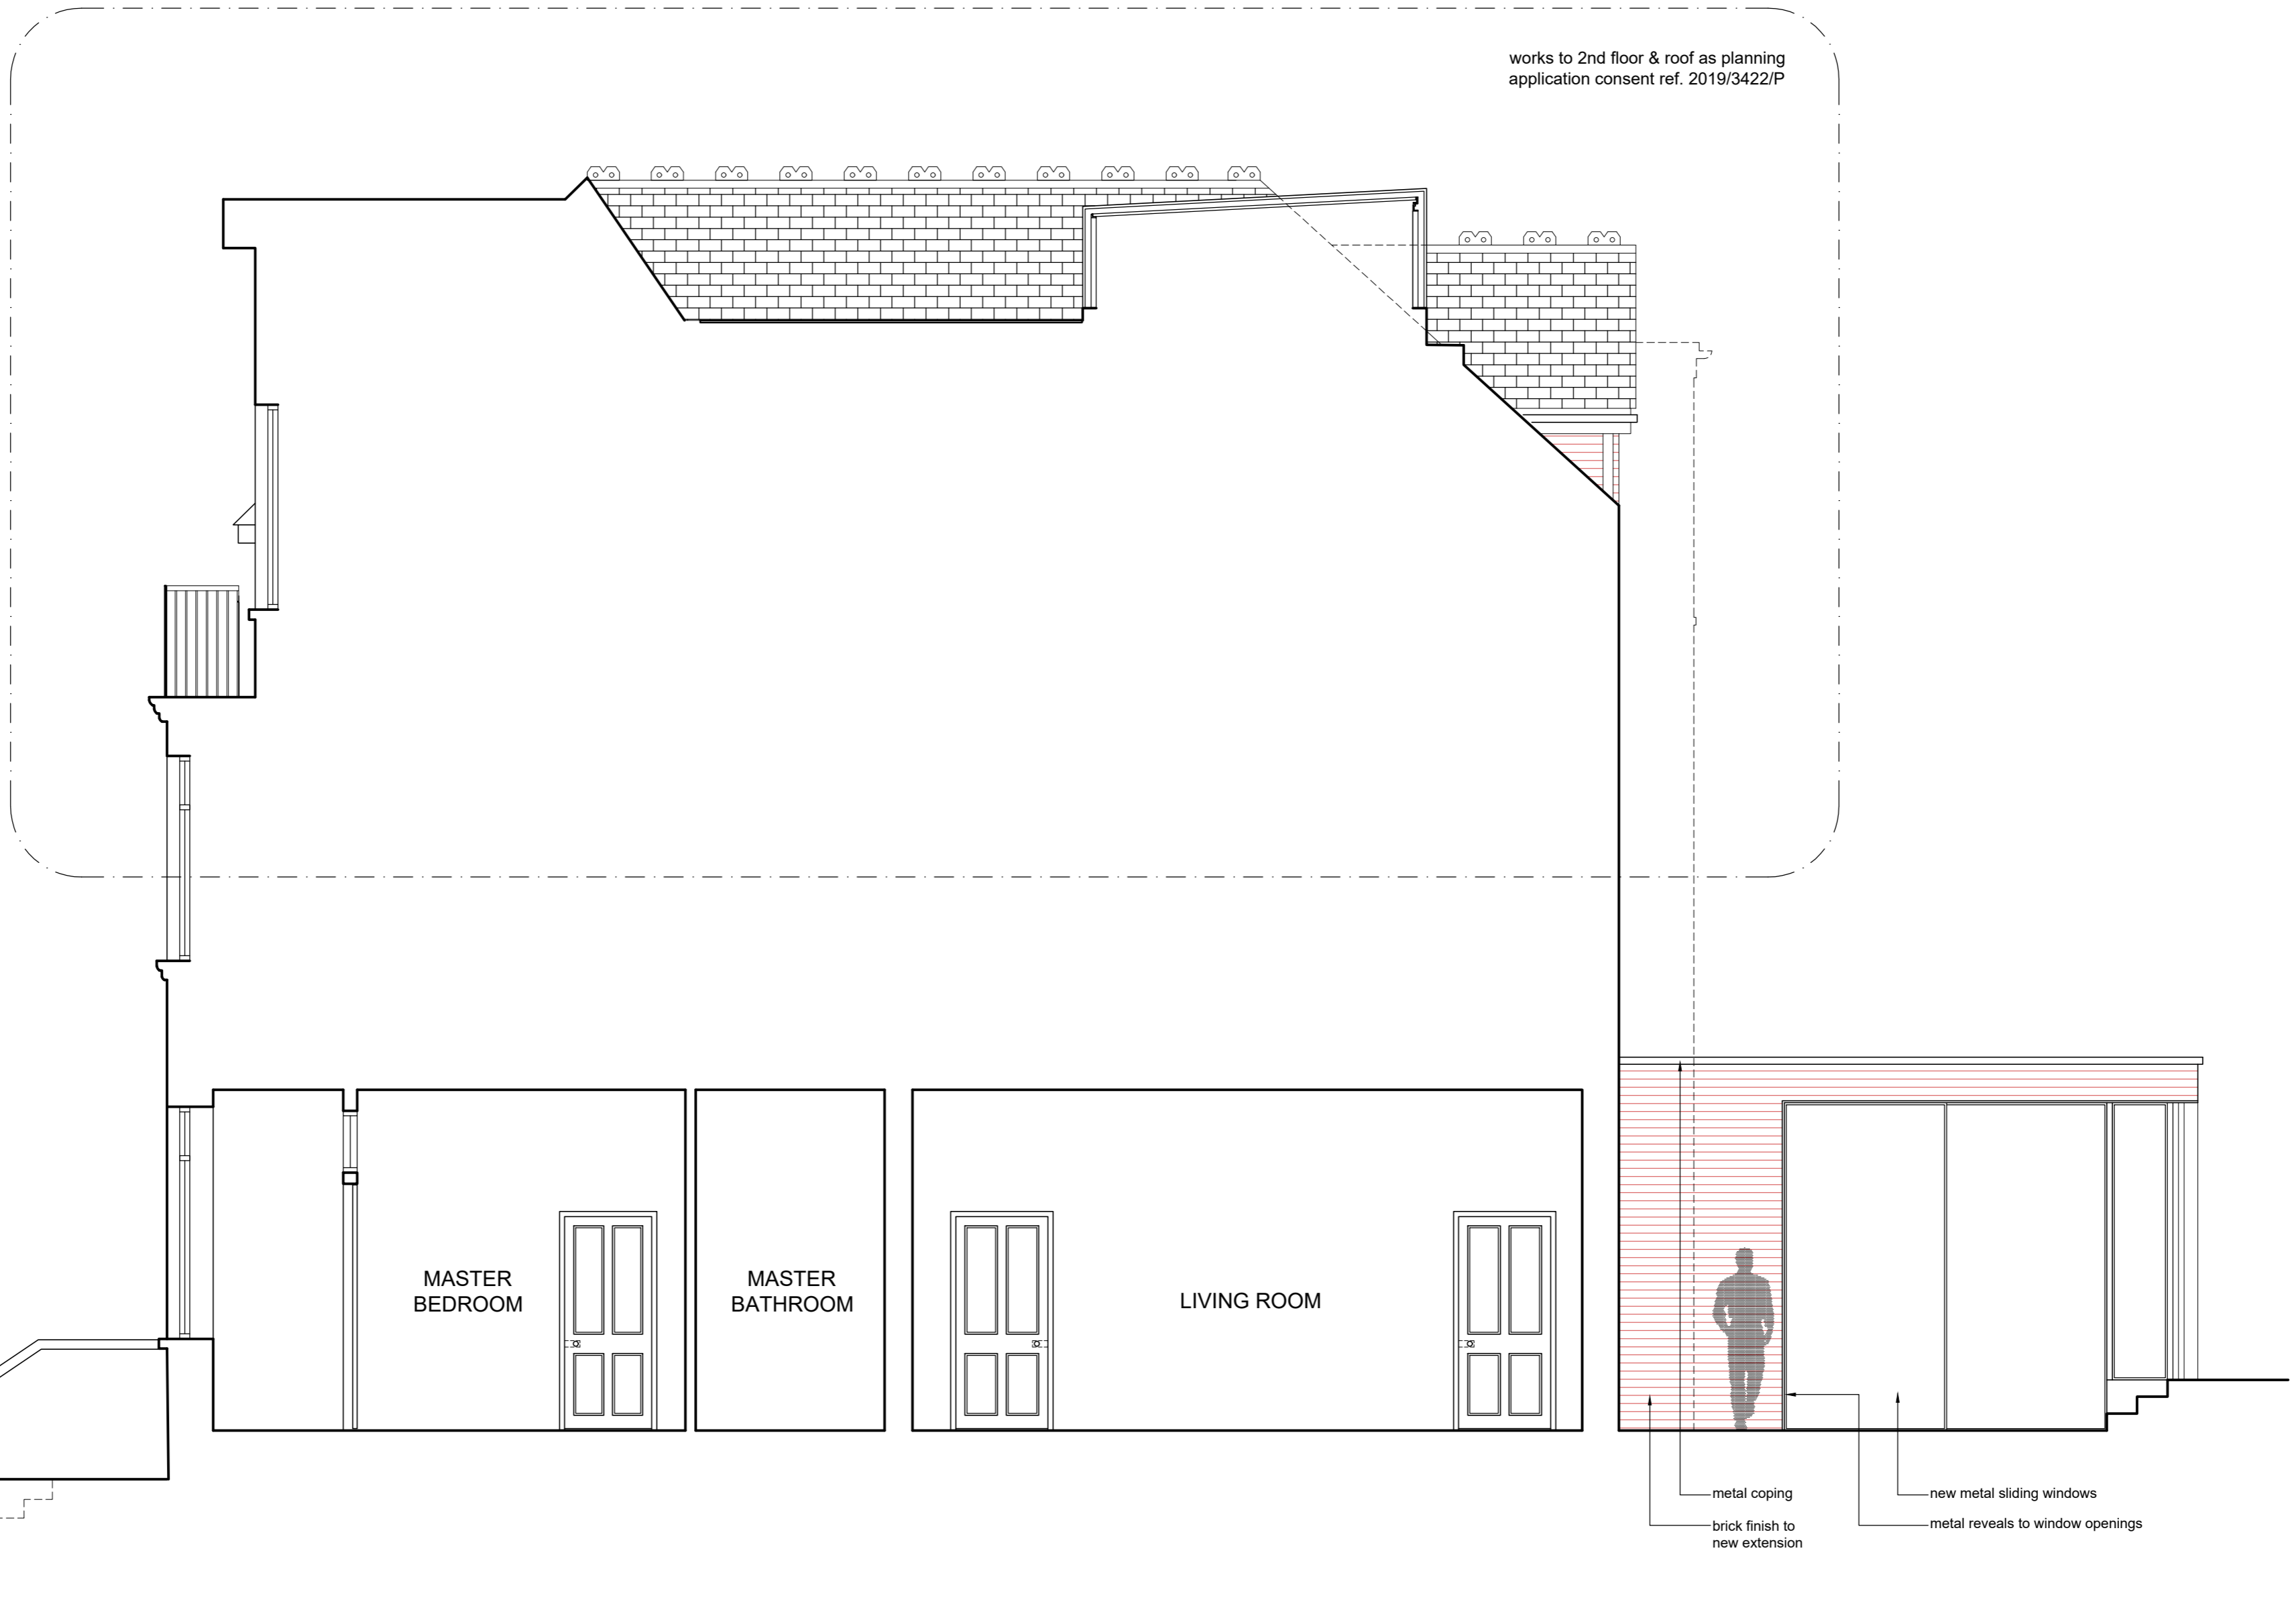 works to 2nd floor & roof as planning
application consent ref. 2019/3422/P
MASTER
BEDROOM
MASTER
BATHROOM
LIVING ROOM
metal coping
brick finish to
new extension
new metal sliding windows
metal reveals to window openings